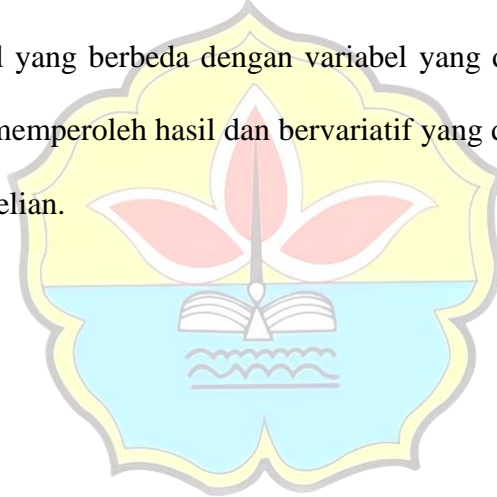 yang berbeda dengan variabel yang
memperoleh hasil dan bervariatif yang
elian.